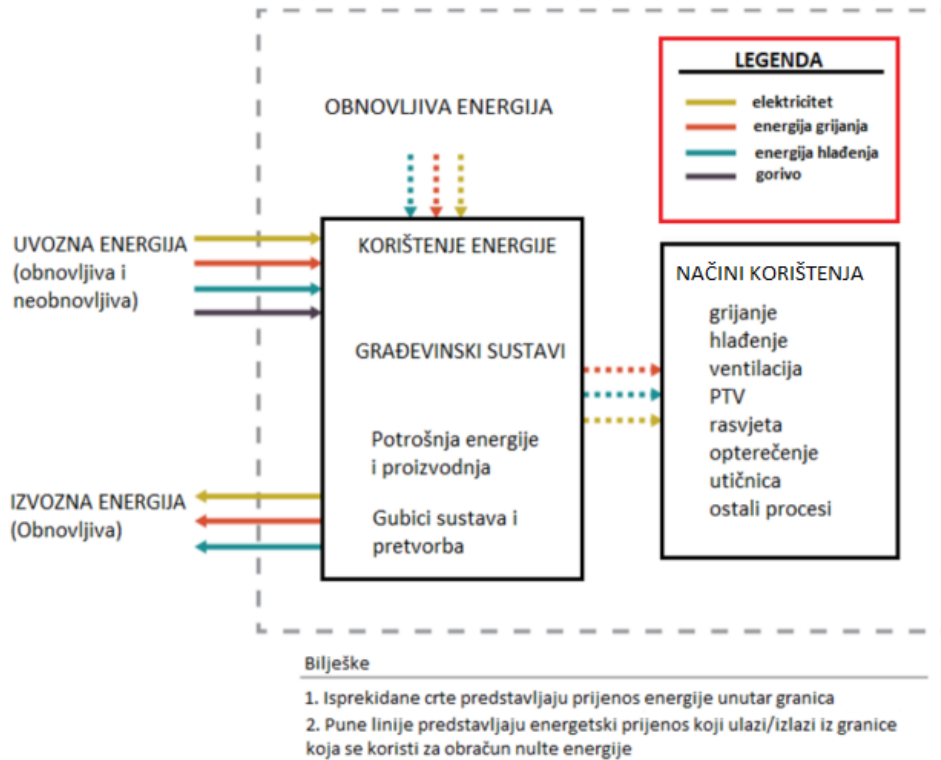 OBNOVLJIVA ENERGIJA
LEGENDA
elektricitet
energija grijanja
energija hlađenja
gorivo
UVOZNA ENERGIJA
(obnovljiva i
neobnovljiva)
KORIŠTENJE ENERGIJE
GRAĐEVINSKI SUSTAVI
Potrošnja energije
i proizvodnja
Gubici sustava i
pretvorba
NAČINI KORIŠTENJA
grijanje
hlađenje
ventilacija
PTV
rasvjeta
opterečenje
utičnica
ostali procesi
IZVOZNA ENERGIJA
(Obnovljiva)
Bilješke
1. Isprekidane crte predstavljaju prijenos energije unutar granica
2. Pune linije predstavljaju energetski prijenos koji ulazi/izlazi iz granice
koja se koristi za obračun nulte energije